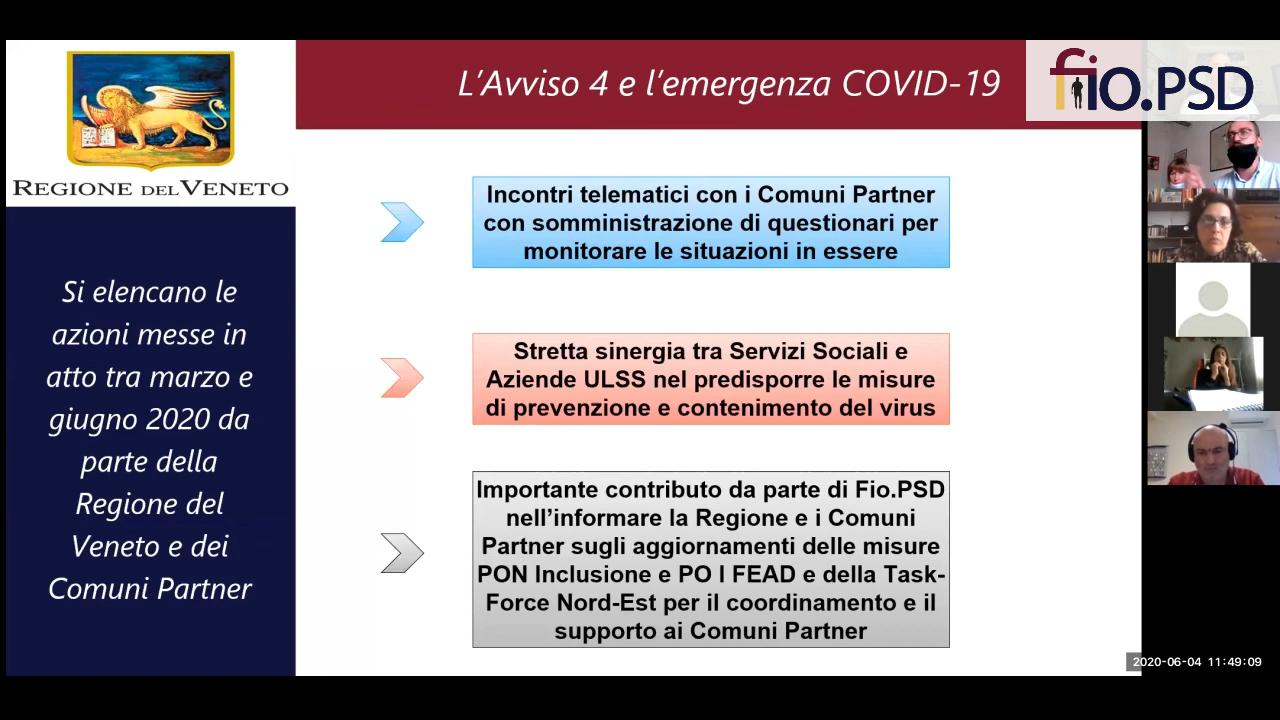 L'Avviso 4 e l'emergenza COVID-19
fio.PSD
REGIONE DEL VENETO
Si elencano le
azioni messe in
atto tra marzo e
giugno 2020 da
parte della
Regione del
Veneto e dei
Comuni Partner
Incontri telematici con i Comuni Partner
con somministrazione di questionari per
monitorare le situazioni in essere
Stretta sinergia tra Servizi Sociali e
Aziende ULSS nel predisporre le misure
di prevenzione e contenimento del virus
Importante contributo da parte di Fio.PSD
nell'informare la Regione e i Comuni
Partner sugli aggiornamenti delle misure
PON Inclusione e PO I FEAD e della Task-
Force Nord-Est per il coordinamento e il
supporto ai Comuni Partner
2020-06-04 11:49:09